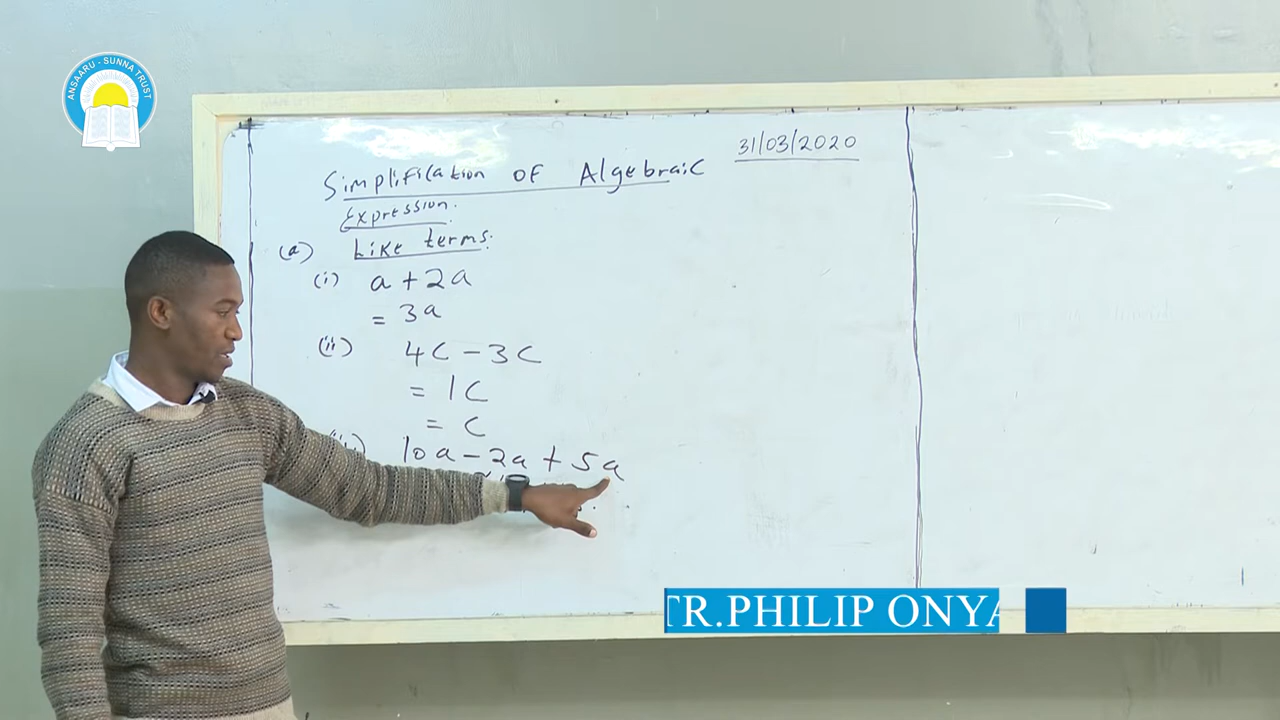 ANSAARU - SUNNA TRUST
31/03/2020
Simplification OF Algebraic
Expression.
(a) Like terms:
(i) a + 2a
= 3a
(ii) 4c - 3c
= 1c
= c
10a - 2a + 5a
TR.PHILIP ONYA